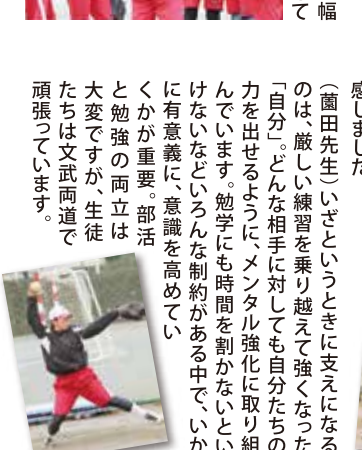 幅
て
感じました
（薗田先生）いざというときに支えになる
のは、厳しい練習を乗り越えて強くなった
「自分」。どんな相手に対しても自分たちの
力を出せるように、メンタル強化に取り組
んでいます。勉学にも時間を割かないとい
けないなどいろんな制約がある中で、いか
に有意義に、意識を高めてい
くかが重要。部活
と勉強の両立は
大変ですが、生徒
たちは文武両道で
頑張っています。